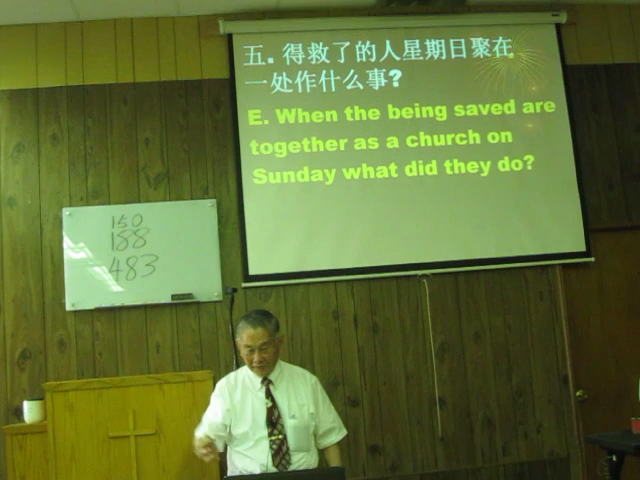 五. 得救了的人星期日聚在
一处作什么事?
E. When the being saved are
together as a church on
Sunday what did they do?
150
188
483